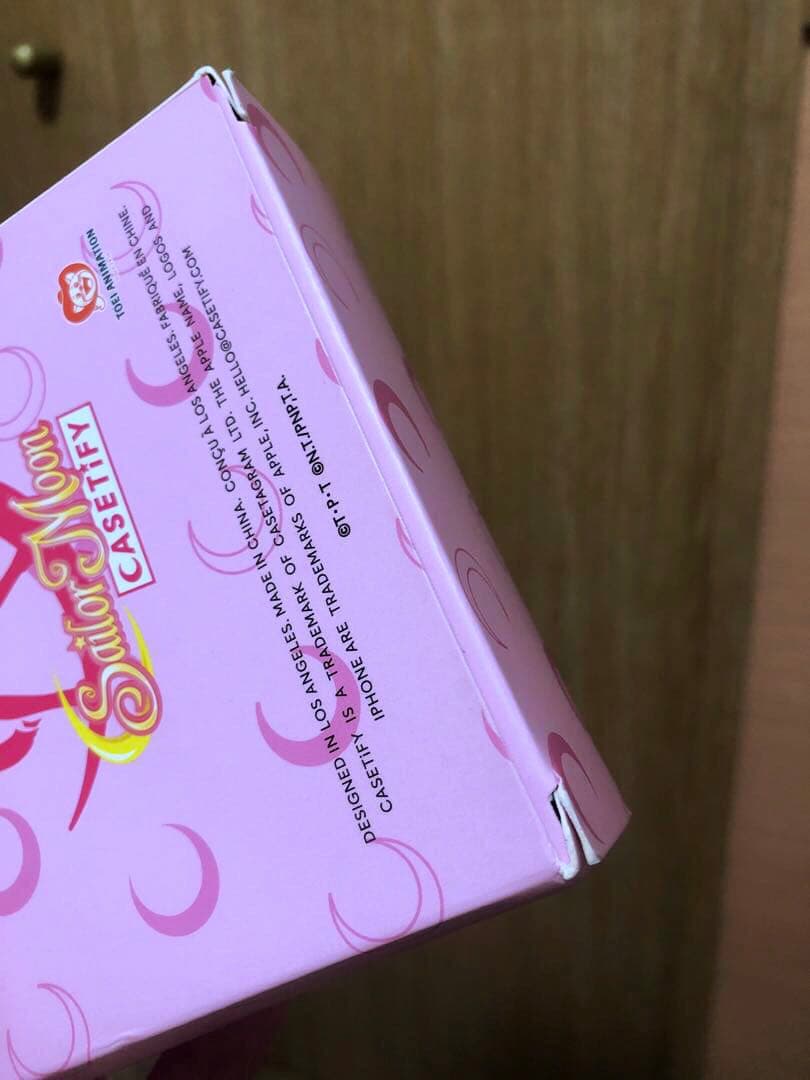 Sailor Moon
CASETiFY
TOEI ANIMATION
DESIGNED IN LOS ANGELES. MADE IN CHINA. CONÇU À LOS ANGELES. FABRIQUÉ EN CHINE.
CASETiFY IS A TRADEMARK OF CASETAGRAM LTD. THE APPLE NAME, LOGOS AND
IPHONE ARE TRADEMARKS OF APPLE, INC. HELLO@CASETIFY.COM
©T・P・T ©N.T/PNP,T.A.